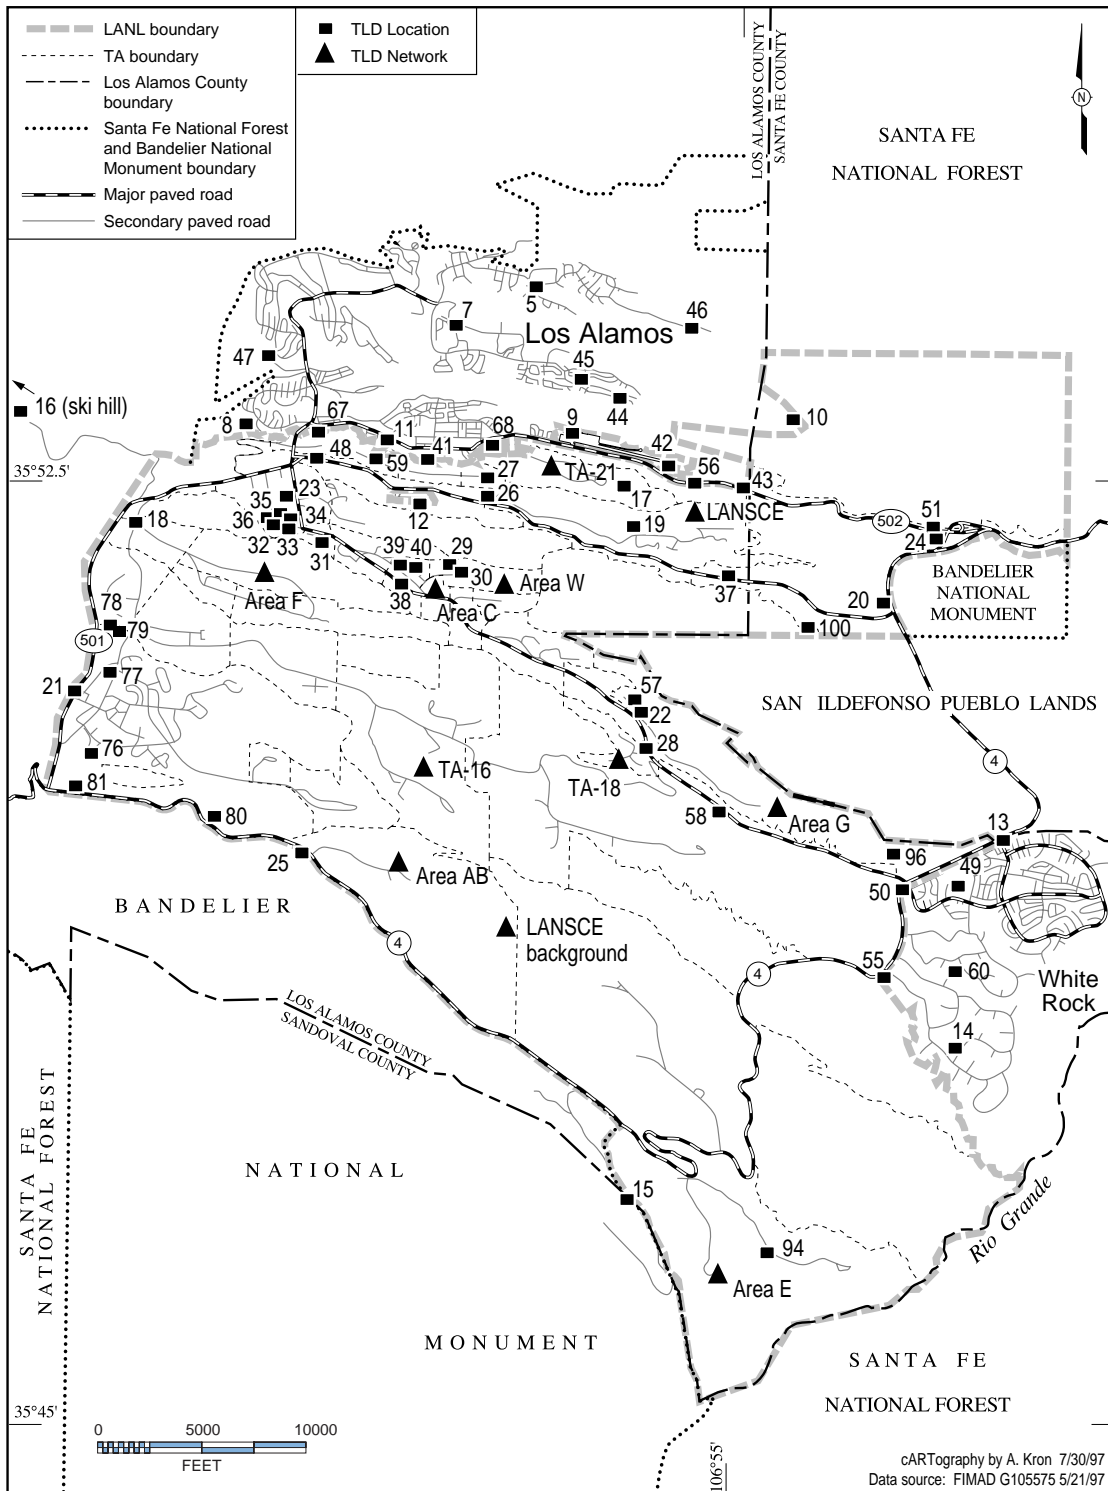 LANL boundary
TA boundary
Los Alamos County
boundary
Santa Fe National Forest
and Bandelier National
Monument boundary
Major paved road
Secondary paved road
TLD Location
TLD Network
LOS ALAMOS COUNTY
SANTA FE COUNTY
N
SANTA FE
NATIONAL FOREST
5
7
46
Los Alamos
47
45
44
16 (ski hill)
10
8
67
11
68
9
42
48
59
41
56
43
35°52.5'
27
TA-21
17
26
LANSCE
23
35
18
36
34
12
19
51
502
24
32
33
31
39
40
29
30
Area W
BANDELIER
NATIONAL
MONUMENT
Area F
38
Area C
37
20
100
78
79
501
77
21
57
22
SAN ILDEFONSO PUEBLO LANDS
28
76
TA-16
TA-18
4
81
80
58
Area G
13
25
96
49
Area AB
50
BANDELIER
LANSCE
background
4
4
55
60
White
Rock
14
LOS ALAMOS COUNTY
SANDOVAL COUNTY
SANTA FE
NATIONAL FOREST
NATIONAL
15
Rio Grande
94
Area E
MONUMENT
SANTA FE
NATIONAL FOREST
35°45'
0 5000 10000
FEET
106°55'
cARTography by A. Kron 7/30/97
Data source: FIMAD G105575 5/21/97